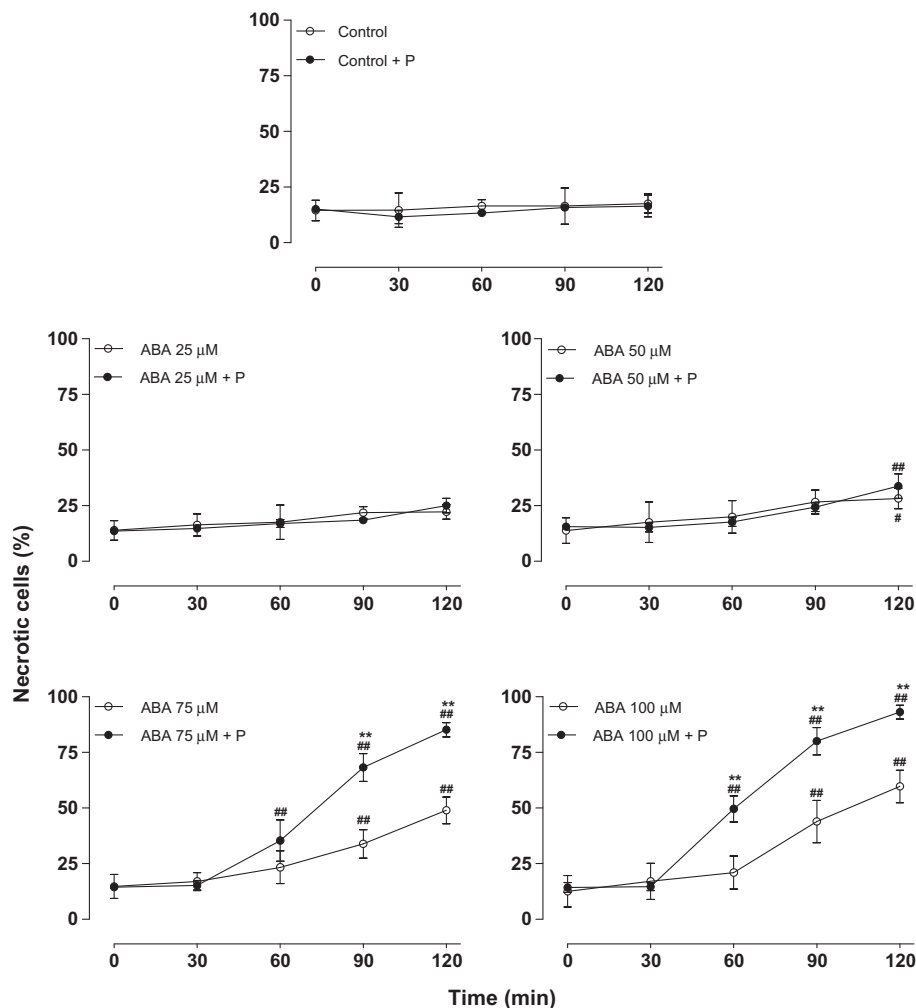 100
75
50
25
0
Control
Control + P
0 30 60 90 120
100
75
50
25
0
ABA 25 μM
ABA 25 μM + P
0 30 60 90 120
100
75
50
25
0
ABA 50 μM
ABA 50 μM + P
##
#
0 30 60 90 120
100
75
50
25
0
ABA 75 μM
ABA 75 μM + P
##
**
##
##
**
##
##
0 30 60 90 120
100
75
50
25
0
ABA 100 μM
ABA 100 μM + P
**
##
**
##
##
**
##
##
0 30 60 90 120
Necrotic cells (%)
Time (min)